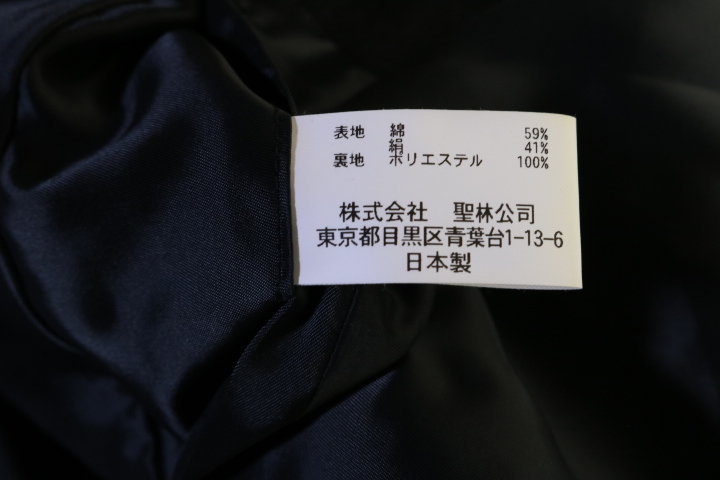 表地 綿 59%
絹 41%
裏地 ポリエステル 100%
株式会社 聖林公司
東京都目黒区青葉台1-13-6
日本製